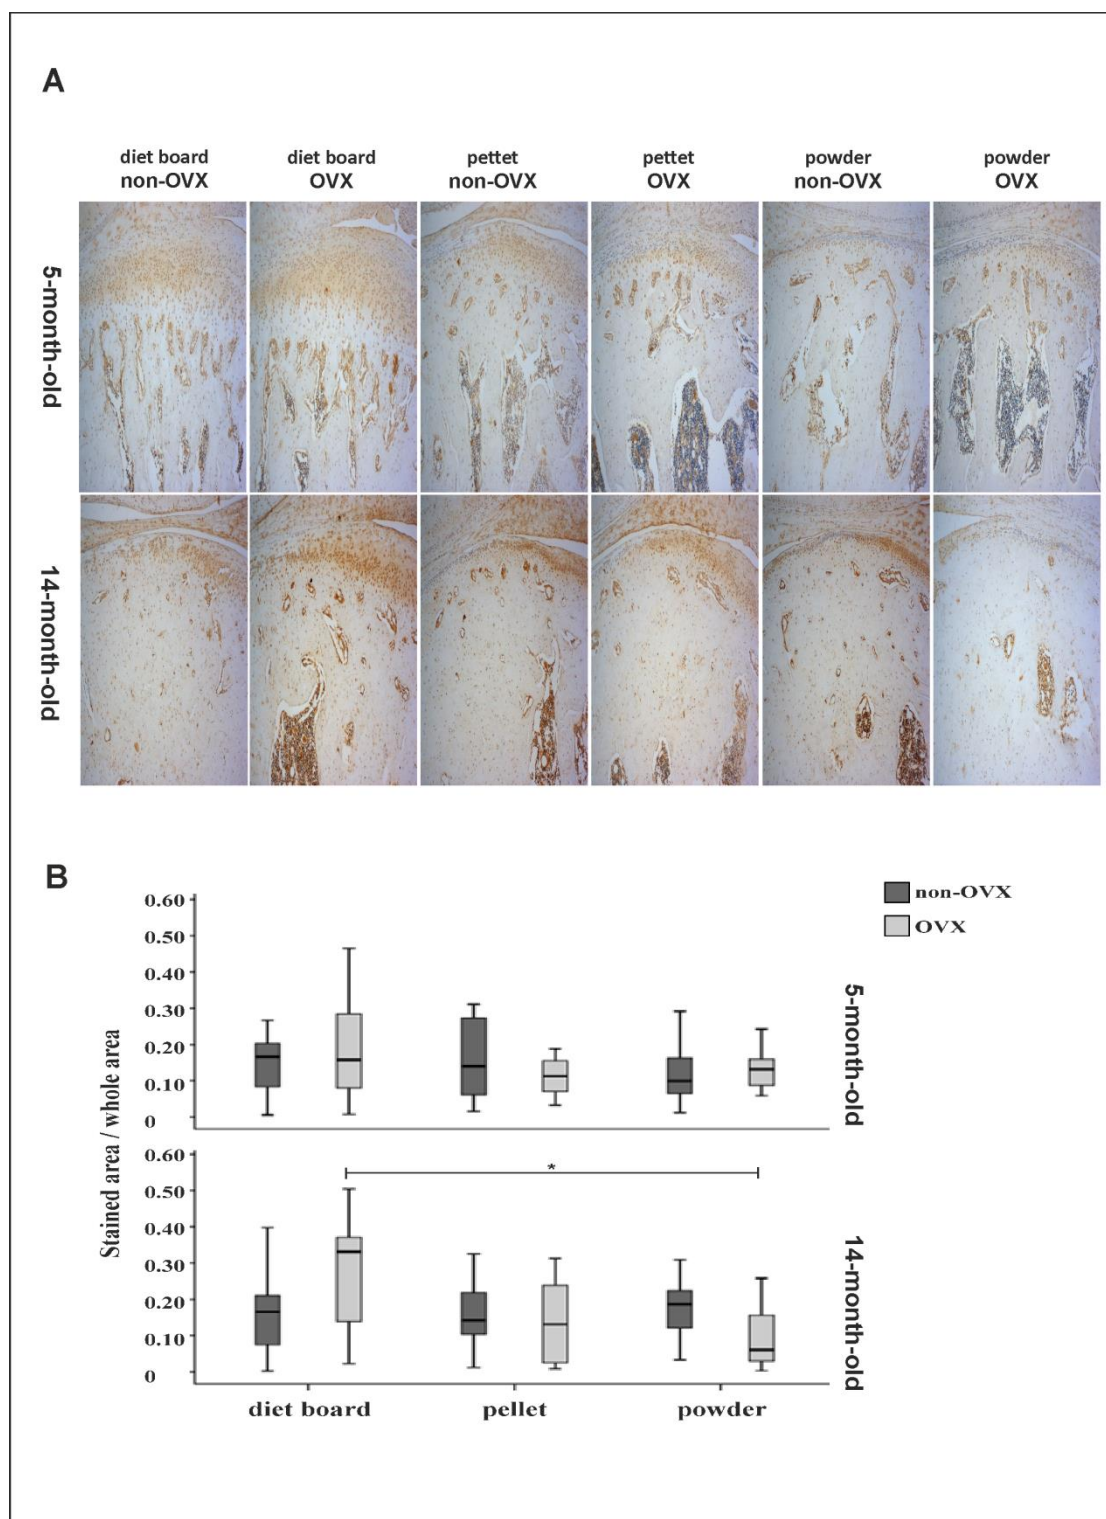 A
diet board
non-OVX
diet board
OVX
pettet
non-OVX
pettet
OVX
powder
non-OVX
powder
OVX
5-month-old
14-month-old
B
non-OVX
OVX
Stained area / whole area
0.60
0.50
0.40
0.30
0.20
0.10
0
5-month-old
0.60
0.50
0.40
0.30
0.20
0.10
0
*
14-month-old
diet board
pellet
powder